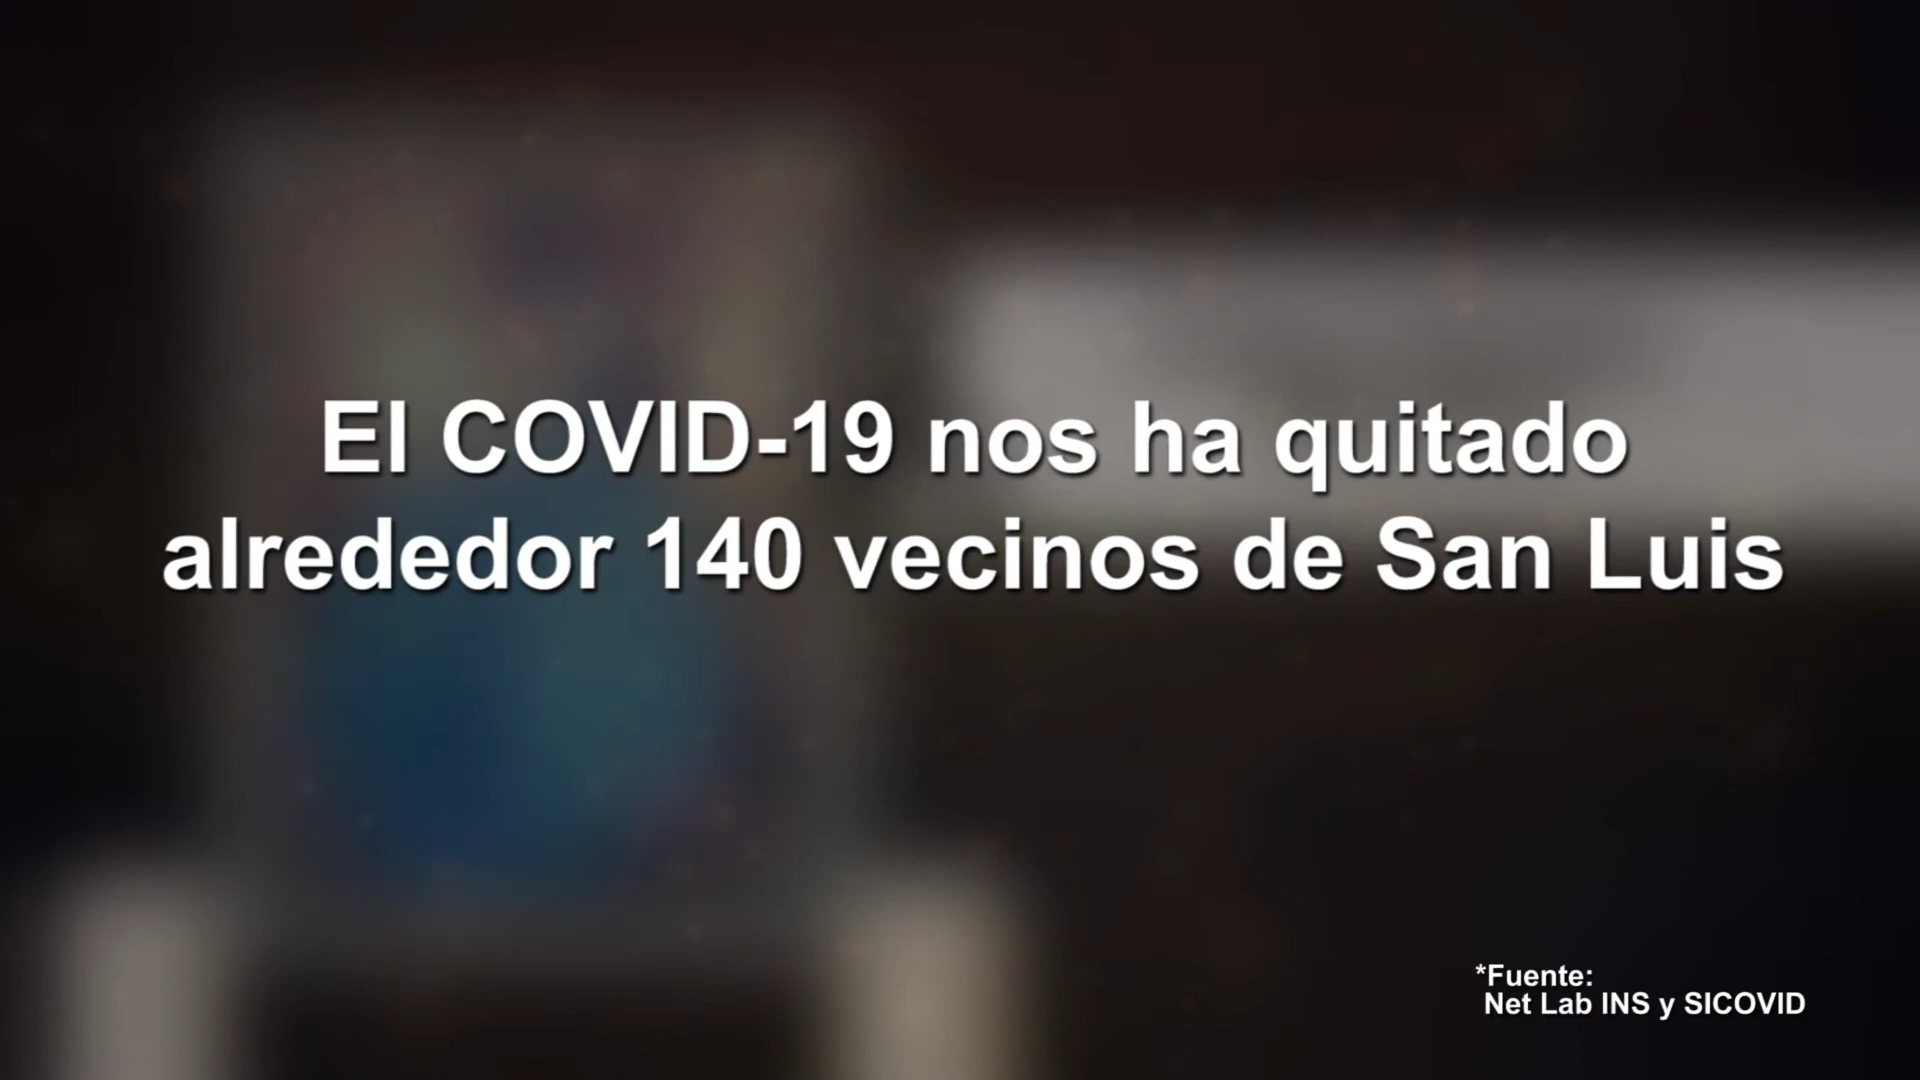 El COVID-19 nos ha quitado
alrededor 140 vecinos de San Luis
*Fuente:
Net Lab INS y SICOVID